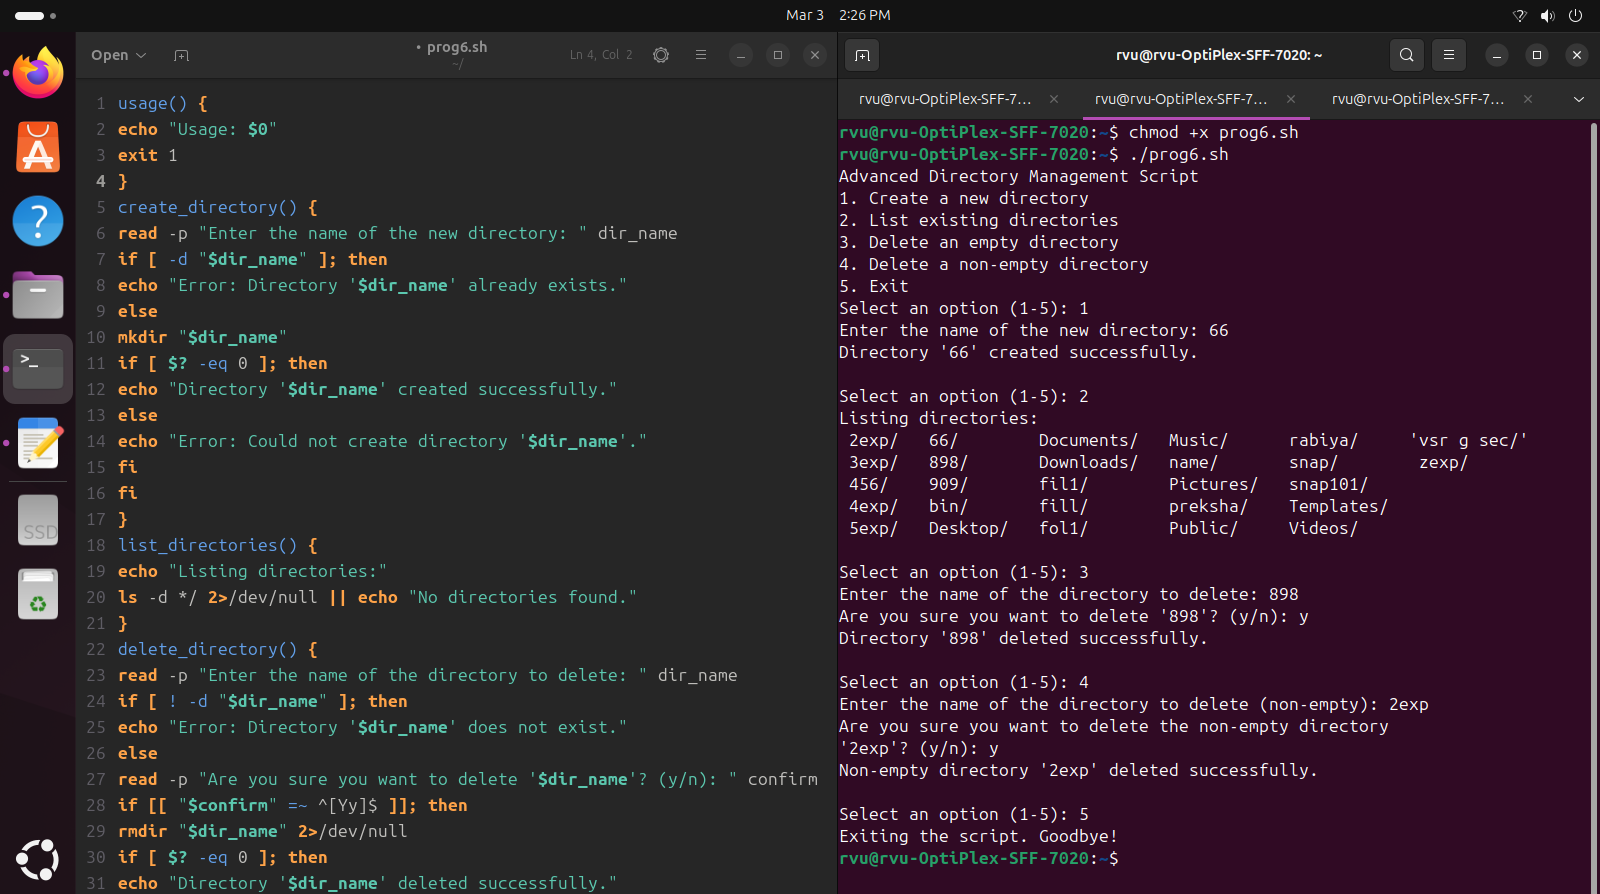 Mar 3 2:26 PM
Open
• prog6.sh
~/
Ln 4, Col 2
1 usage() {
2 echo "Usage: $0"
3 exit 1
4 }
5 create_directory() {
6 read -p "Enter the name of the new directory: " dir_name
7 if [ -d "$dir_name" ]; then
8 echo "Error: Directory '$dir_name' already exists."
9 else
10 mkdir "$dir_name"
11 if [ $? -eq 0 ]; then
12 echo "Directory '$dir_name' created successfully."
13 else
14 echo "Error: Could not create directory '$dir_name'."
15 fi
16 fi
17 }
18 list_directories() {
19 echo "Listing directories:"
20 ls -d */ 2>/dev/null || echo "No directories found."
21 }
22 delete_directory() {
23 read -p "Enter the name of the directory to delete: " dir_name
24 if [ ! -d "$dir_name" ]; then
25 echo "Error: Directory '$dir_name' does not exist."
26 else
27 read -p "Are you sure you want to delete '$dir_name'? (y/n): " confirm
28 if [[ "$confirm" =~ ^[Yy]$ ]]; then
29 rmdir "$dir_name" 2>/dev/null
30 if [ $? -eq 0 ]; then
31 echo "Directory '$dir_name' deleted successfully."
SSD
rvu@rvu-OptiPlex-SFF-7020: ~
rvu@rvu-OptiPlex-SFF-7... rvu@rvu-OptiPlex-SFF-7... rvu@rvu-OptiPlex-SFF-7...
rvu@rvu-OptiPlex-SFF-7020:~$ chmod +x prog6.sh
rvu@rvu-OptiPlex-SFF-7020:~$ ./prog6.sh
Advanced Directory Management Script
1. Create a new directory
2. List existing directories
3. Delete an empty directory
4. Delete a non-empty directory
5. Exit
Select an option (1-5): 1
Enter the name of the new directory: 66
Directory '66' created successfully.
Select an option (1-5): 2
Listing directories:
2exp/ 66/ Documents/ Music/ rabiya/ 'vsr g sec/'
3exp/ 898/ Downloads/ name/ snap/ zexp/
456/ 909/ fil1/ Pictures/ snap101/
4exp/ bin/ fill/ preksha/ Templates/
5exp/ Desktop/ fol1/ Public/ Videos/
Select an option (1-5): 3
Enter the name of the directory to delete: 898
Are you sure you want to delete '898'? (y/n): y
Directory '898' deleted successfully.
Select an option (1-5): 4
Enter the name of the directory to delete (non-empty): 2exp
Are you sure you want to delete the non-empty directory
'2exp'? (y/n): y
Non-empty directory '2exp' deleted successfully.
Select an option (1-5): 5
Exiting the script. Goodbye!
rvu@rvu-OptiPlex-SFF-7020:~$